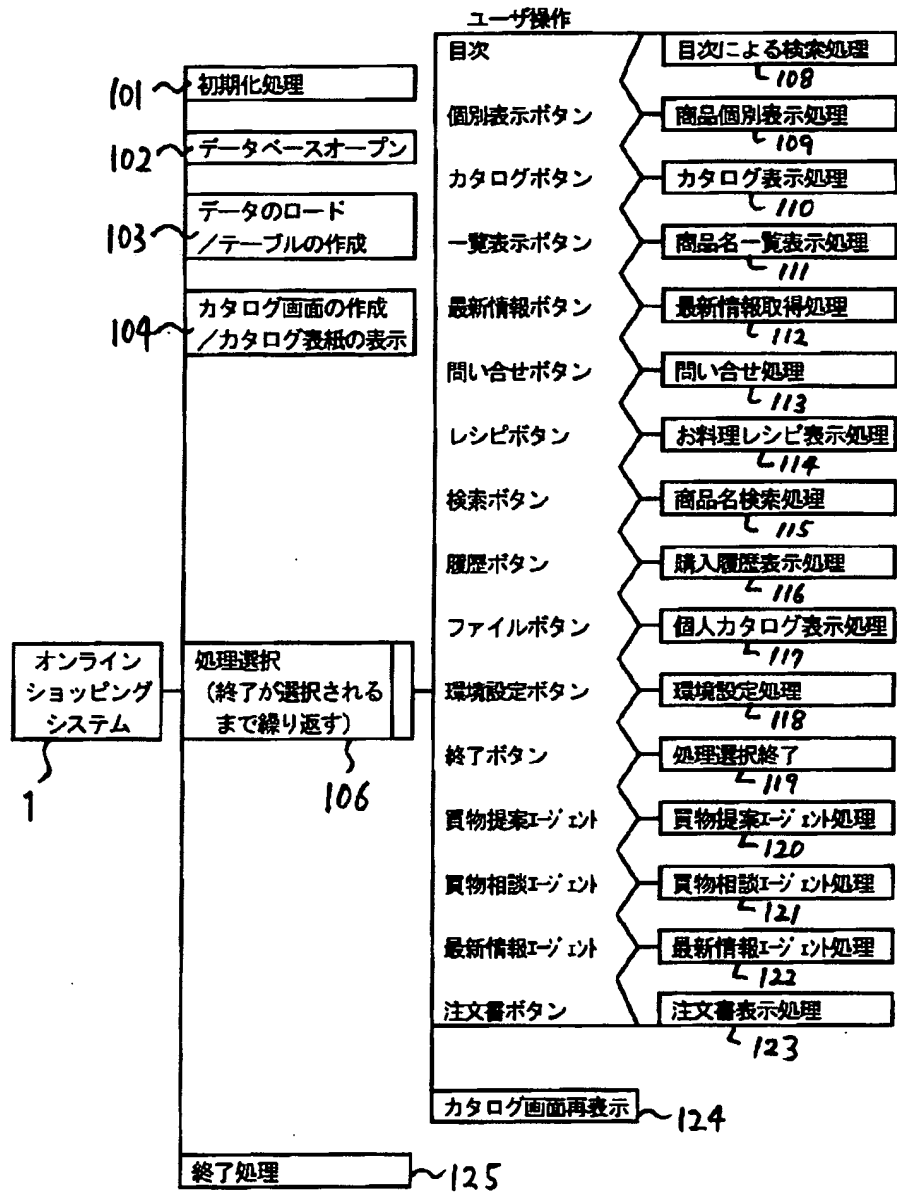 ユーザ操作
オンライン
ショッピング
システム
1
101
初期化処理
102
データベースオープン
103
データのロード
/テーブルの作成
104
カタログ画面の作成
/カタログ表紙の表示
処理選択
(終了が選択される
まで繰り返す)
106
目次
目次による検索処理
108
個別表示ボタン
商品個別表示処理
109
カタログボタン
カタログ表示処理
110
一覧表示ボタン
商品名一覧表示処理
111
最新情報ボタン
最新情報取得処理
112
問い合せボタン
問い合せ処理
113
レシピボタン
お料理レシピ表示処理
114
検索ボタン
商品名検索処理
115
履歴ボタン
購入履歴表示処理
116
ファイルボタン
個人カタログ表示処理
117
環境設定ボタン
環境設定処理
118
終了ボタン
処理選択終了
119
買物提案エージェント
買物提案エージェント処理
120
買物相談エージェント
買物相談エージェント処理
121
最新情報エージェント
最新情報エージェント処理
122
注文書ボタン
注文書表示処理
123
カタログ画面再表示
124
終了処理
125